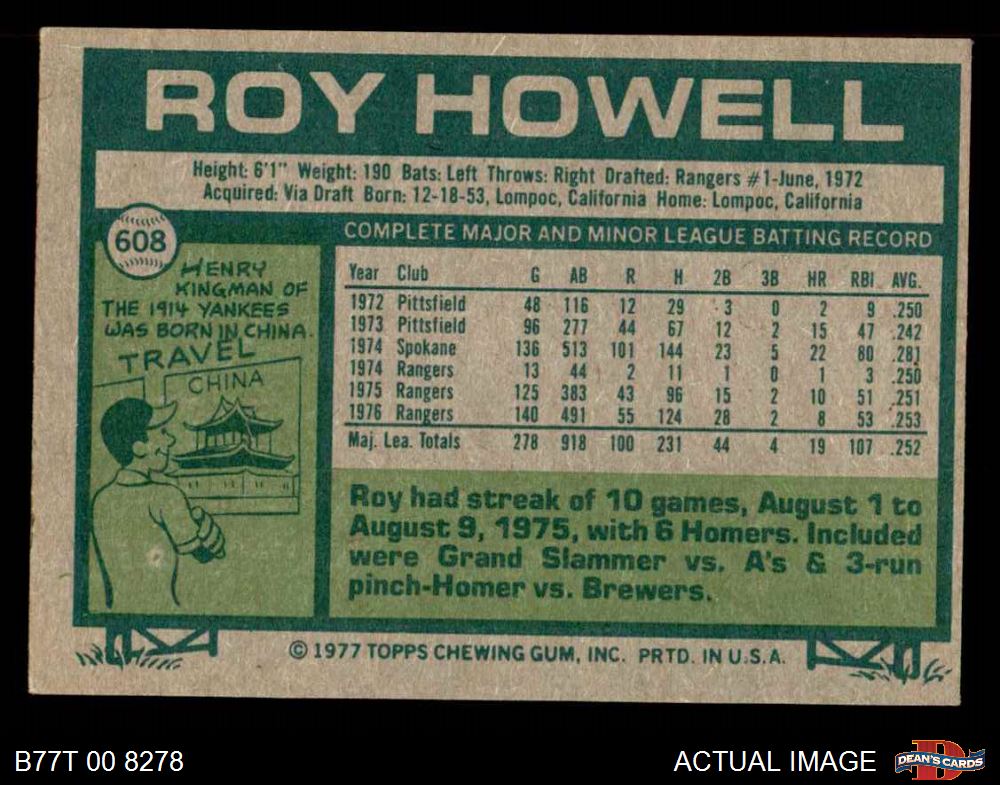 ROY HOWELL
Height: 6'1" Weight: 190 Bats: Left Throws: Right Drafted: Rangers #1-June, 1972
Acquired: Via Draft Born: 12-18-53, Lompoc, California Home: Lompoc, California
608
HENRY
KINGMAN OF
THE 1914 YANKEES
WAS BORN IN CHINA.
TRAVEL
CHINA
COMPLETE MAJOR AND MINOR LEAGUE BATTING RECORD
Year Club G AB R H 2B 3B HR RBI AVG.
1972 Pittsfield 48 116 12 29 3 0 2 9 .250
1973 Pittsfield 96 277 44 67 12 2 15 47 .242
1974 Spokane 136 513 101 144 23 5 22 80 .281
1974 Rangers 13 44 2 11 1 0 1 3 .250
1975 Rangers 125 383 43 96 15 2 10 51 .251
1976 Rangers 140 491 55 124 28 2 8 53 .253
Maj. Lea. Totals 278 918 100 231 44 4 19 107 .252
Roy had streak of 10 games, August 1 to
August 9, 1975, with 6 Homers. Included
were Grand Slammer vs. A's & 3-run
pinch-Homer vs. Brewers.
© 1977 TOPPS CHEWING GUM, INC. PRTD. IN U.S.A.
B77T 00 8278
ACTUAL IMAGE
DEAN'S CARDS